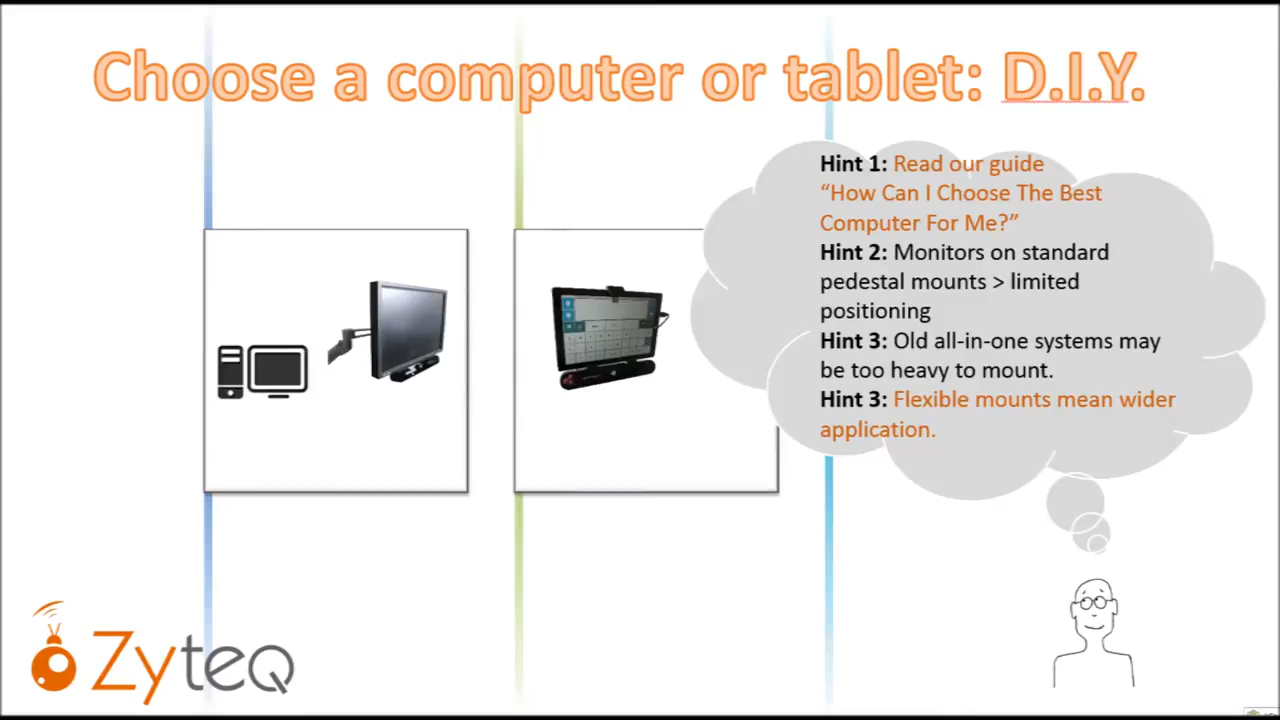 Choose a computer or tablet: D.I.Y.
Hint 1: Read our guide
“How Can I Choose The Best
Computer For Me?”
Hint 2: Monitors on standard
pedestal mounts > limited
positioning
Hint 3: Old all-in-one systems may
be too heavy to mount.
Hint 3: Flexible mounts mean wider
application.
Zyteq